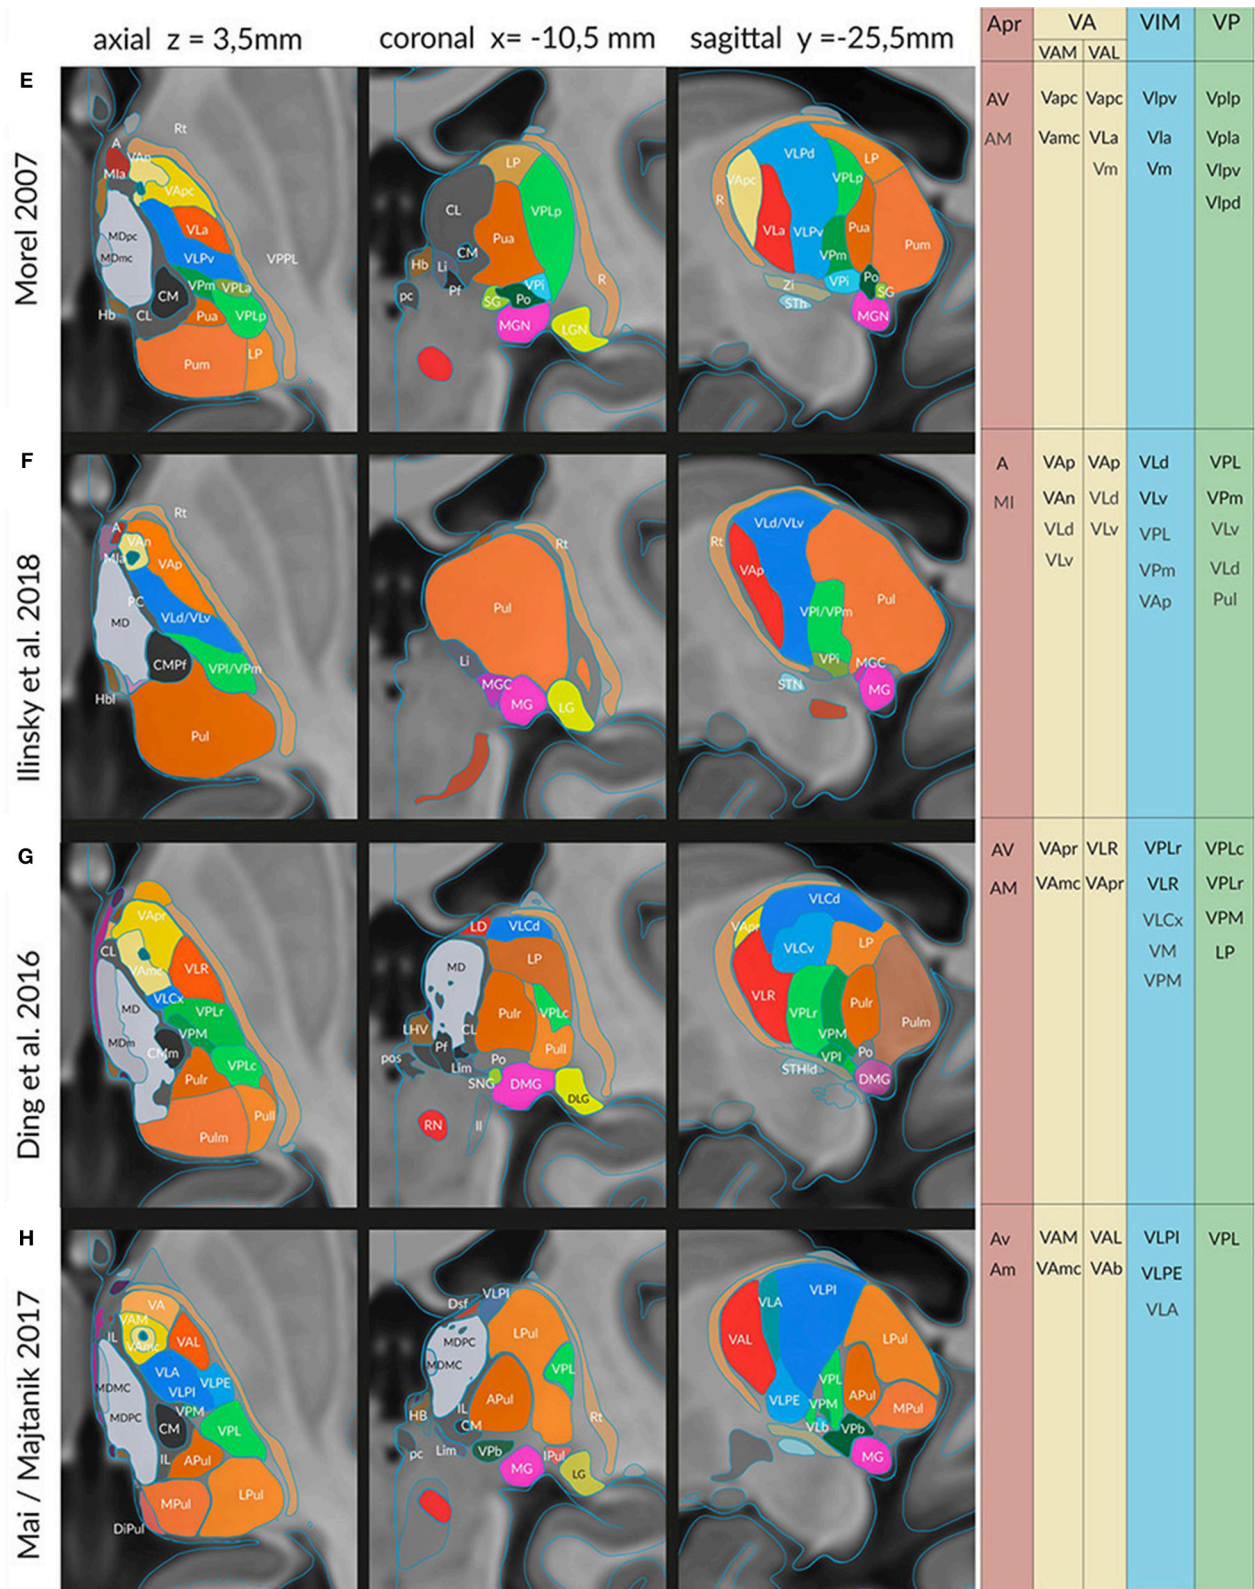 axial z = 3,5mm
coronal x= -10,5 mm
sagittal y =-25,5mm
Apr VA VIM VP
VAM VAL
E
Morel 2007
Rt
A
VAn
MIa
VApc
MDpc
VLa
MDmc
VLPv
VPPL
VPm
VPLa
CM
Hb
CL
Pua
VPLp
Pum
LP
LP
CL
VPLp
Pua
CM
Hb
Li
Pf
pc
VPi
SG
Po
R
MGN
LGN
VLPd
LP
VApc
VPLp
R
VLa
VLPv
Pua
Pum
VPm
Zi
VPi
Po
SG
STh
MGN
AV Vapc Vapc Vlpv Vplp
AM Vamc VLa Vla Vpla
Vm Vm Vlpv
Vlpd
F
Ilinsky et al. 2018
Rt
A
VAn
MIa
VAp
PC
MD
VLd/VLv
CMPf
VPl/VPm
Hbl
Pul
Rt
Pul
Li
MGC
MG
LG
VLd/VLv
Rt
VAp
Pul
VPl/VPm
VPi
MGC
STN
MG
A VAp VAp VLd VPL
MI VAn VLd VLv VPm
VLd VLv VPL VLv
VLv VPm VLd
VAp Pul
G
Ding et al. 2016
VApr
CL
VAmc
VLR
VLCx
MD
VPLr
MDm
VPM
CMm
VPLc
Pulr
Pull
Pulm
LD
VLCd
MD
LP
Pulr
VPLc
LHV
CL
Pf
Pull
pos
Lim
Po
SNG
DMG
DLG
RN
II
VLCd
VApr
VLCv
LP
VLR
VPLr
Pulr
VPM
Pulm
VPI
Po
STHld
DMG
AV VApr VLR VPLr VPLc
AM VAmc VApr VLR VPLr
VLCx VPM
VM LP
VPM
H
Mai / Majtanik 2017
VA
VAM
IL
VAmc
VAL
VLA
MDMC
VLPI
VLPE
VPM
MDPC
CM
VPL
IL
APul
MPul
LPul
DiPul
VLPI
Dsf
MDPC
LPul
MDMC
VPL
APul
IL
HB
CM
Rt
pc
Lim
VPb
IPul
MG
LG
VLA
VLPI
VAL
LPul
VPL
APul
VLPE
VPM
MPul
VLb
VPb
MG
Av VAM VAL VLPI VPL
Am VAmc VAb VLPE
VLA